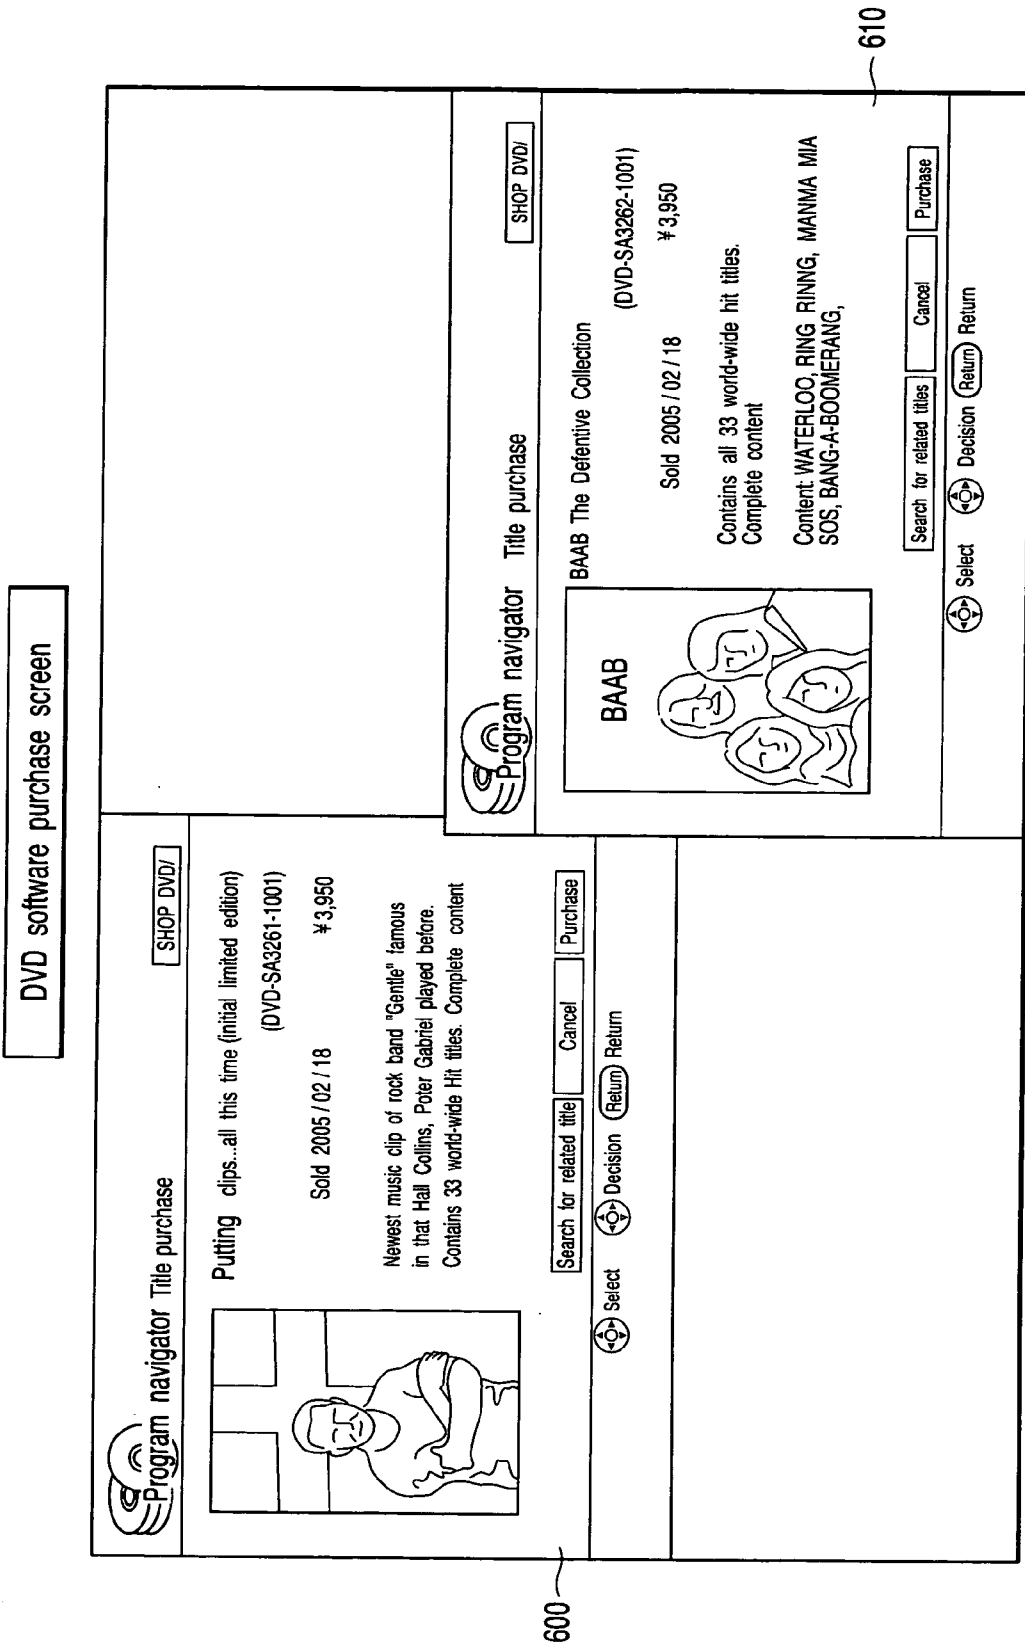 DVD software purchase screen
Program navigator Title purchase
SHOP DVD/
Putting clips...all this time (initial limited edition)
(DVD-SA3261-1001)
Sold 2005/02/18 ¥3,950
Newest music clip of rock band "Gentle" famous
in that Hall Collins, Poter Gabriel played before.
Contains 33 world-wide Hit titles. Complete content
Search for related title Cancel Purchase
Select Decision Return Return
600
Program navigator Title purchase
SHOP DVD/
BAAB
BAAB The Defentive Collection
(DVD-SA3262-1001)
Sold 2005/02/18 ¥3,950
Contains all 33 world-wide hit titles.
Complete content
Content: WATERLOO, RING RINNG, MANMA MIA
SOS, BANG-A-BOOMERANG,
Search for related titles Cancel Purchase
Select Decision Return Return
610